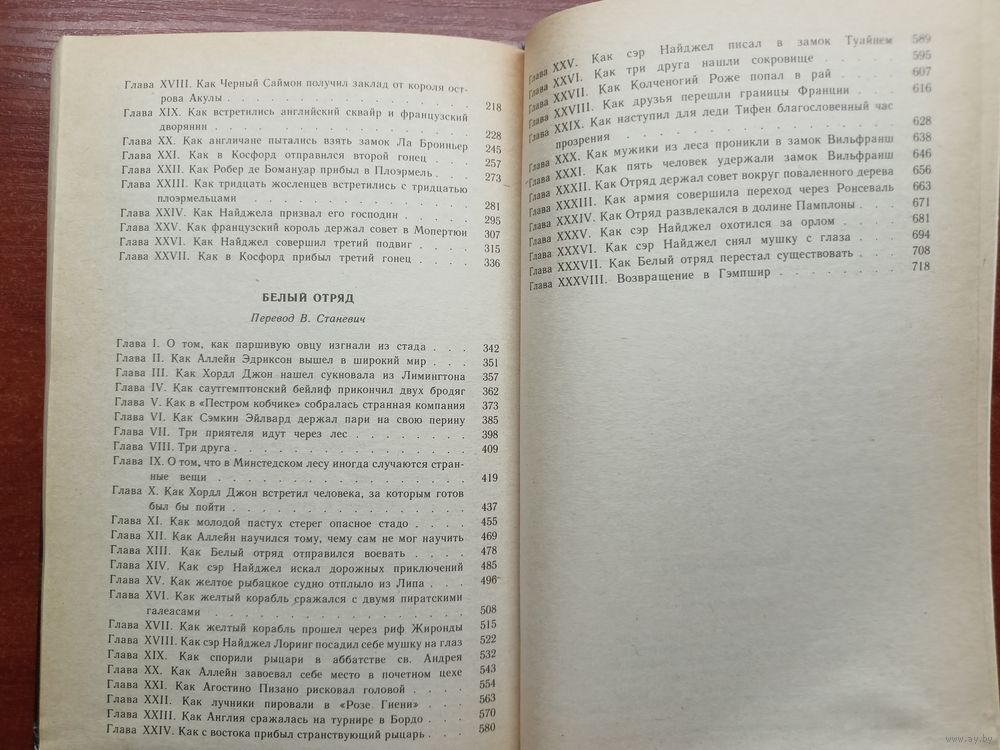 Глава XVIII. Как Черный Саймон получил заклад от короля ост-
рова Акулы . . . 218
Глава XIX. Как встретились английский сквайр и французский
дворянин . . . 228
Глава XX. Как англичане пытались взять замок Ла Броиньер 245
Глава XXI. Как в Косфорд отправился второй гонец . . . 257
Глава XXII. Как Робер де Бомануар прибыл в Плоэрмель . . 273
Глава XXIII. Как тридцать жосленцев встретились с тридцатью
плоэрмельцами . . . 281
Глава XXIV. Как Найджела призвал его господин . . . 295
Глава XXV. Как французский король держал совет в Мопертюи 307
Глава XXVI. Как Найджел совершил третий подвиг . . . 315
Глава XXVII. Как в Косфорд прибыл третий гонец . . . 336
БЕЛЫЙ ОТРЯД
Перевод В. Станевич
Глава I. О том, как паршивую овцу изгнали из стада . . . 342
Глава II. Как Аллейн Эдриксон вышел в широкий мир . . . 351
Глава III. Как Хордл Джон нашел сукновала из Лимингтона 357
Глава IV. Как саутгемптонский бейлиф прикончил двух бродяг 362
Глава V. Как в «Пестром кобчике» собралась странная компания 373
Глава VI. Как Сэмкин Эйлвард держал пари на свою перину 385
Глава VII. Три приятеля идут через лес . . . 398
Глава VIII. Три друга . . . 409
Глава IX. О том, что в Минстедском лесу иногда случаются стран-
ные вещи . . . 419
Глава X. Как Хордл Джон встретил человека, за которым готов
был бы пойти . . . 437
Глава XI. Как молодой пастух стерег опасное стадо . . . 455
Глава XII. Как Аллейн научился тому, чему сам не мог научить 469
Глава XIII. Как Белый отряд отправился воевать . . . 478
Глава XIV. Как сэр Найджел искал дорожных приключений 485
Глава XV. Как желтое рыбацкое судно отплыло из Липа . . . 496
Глава XVI. Как желтый корабль сражался с двумя пиратскими
галеасами . . . 508
Глава XVII. Как желтый корабль прошел через риф Жиронды 515
Глава XVIII. Как сэр Найджел Лоринг посадил себе мушку на глаз 522
Глава XIX. Как спорили рыцари в аббатстве св. Андрея 532
Глава XX. Как Аллейн завоевал себе место в почетном цехе 543
Глава XXI. Как Агостино Пизано рисковал головой . . . 554
Глава XXII. Как лучники пировали в «Розе Гиени» . . . 563
Глава XXIII. Как Англия сражалась на турнире в Бордо . . . 570
Глава XXIV. Как с востока прибыл странствующий рыцарь . . 580
Глава XXV. Как сэр Найджел писал в замок Туайнем 589
Глава XXVI. Как три друга нашли сокровище . . . 595
Глава XXVII. Как Колченогий Роже попал в рай . . . 607
Глава XXVIII. Как друзья перешли границы Франции . . . 616
Глава XXIX. Как наступил для леди Тифен благословенный час
прозрения . . . 628
Глава XXX. Как мужики из леса проникли в замок Вильфранш 638
Глава XXXI. Как пять человек удержали замок Вильфранш 646
Глава XXXII. Как Отряд держал совет вокруг поваленного дерева 656
Глава XXXIII. Как армия совершила переход через Ронсеваль 663
Глава XXXIV. Как Отряд развлекался в долине Памплоны . . 671
Глава XXXV. Как сэр Найджел охотился за орлом . . . 681
Глава XXXVI. Как сэр Найджел снял мушку с глаза . . . 694
Глава XXXVII. Как Белый отряд перестал существовать . . . 708
Глава XXXVIII. Возвращение в Гэмпшир . . . 718
www.ay.by